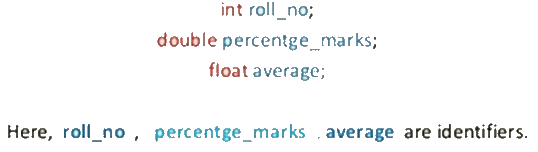 int roll_no;
double percentge_marks;
float average;
Here, roll_no , percentge_marks , average are identifiers.